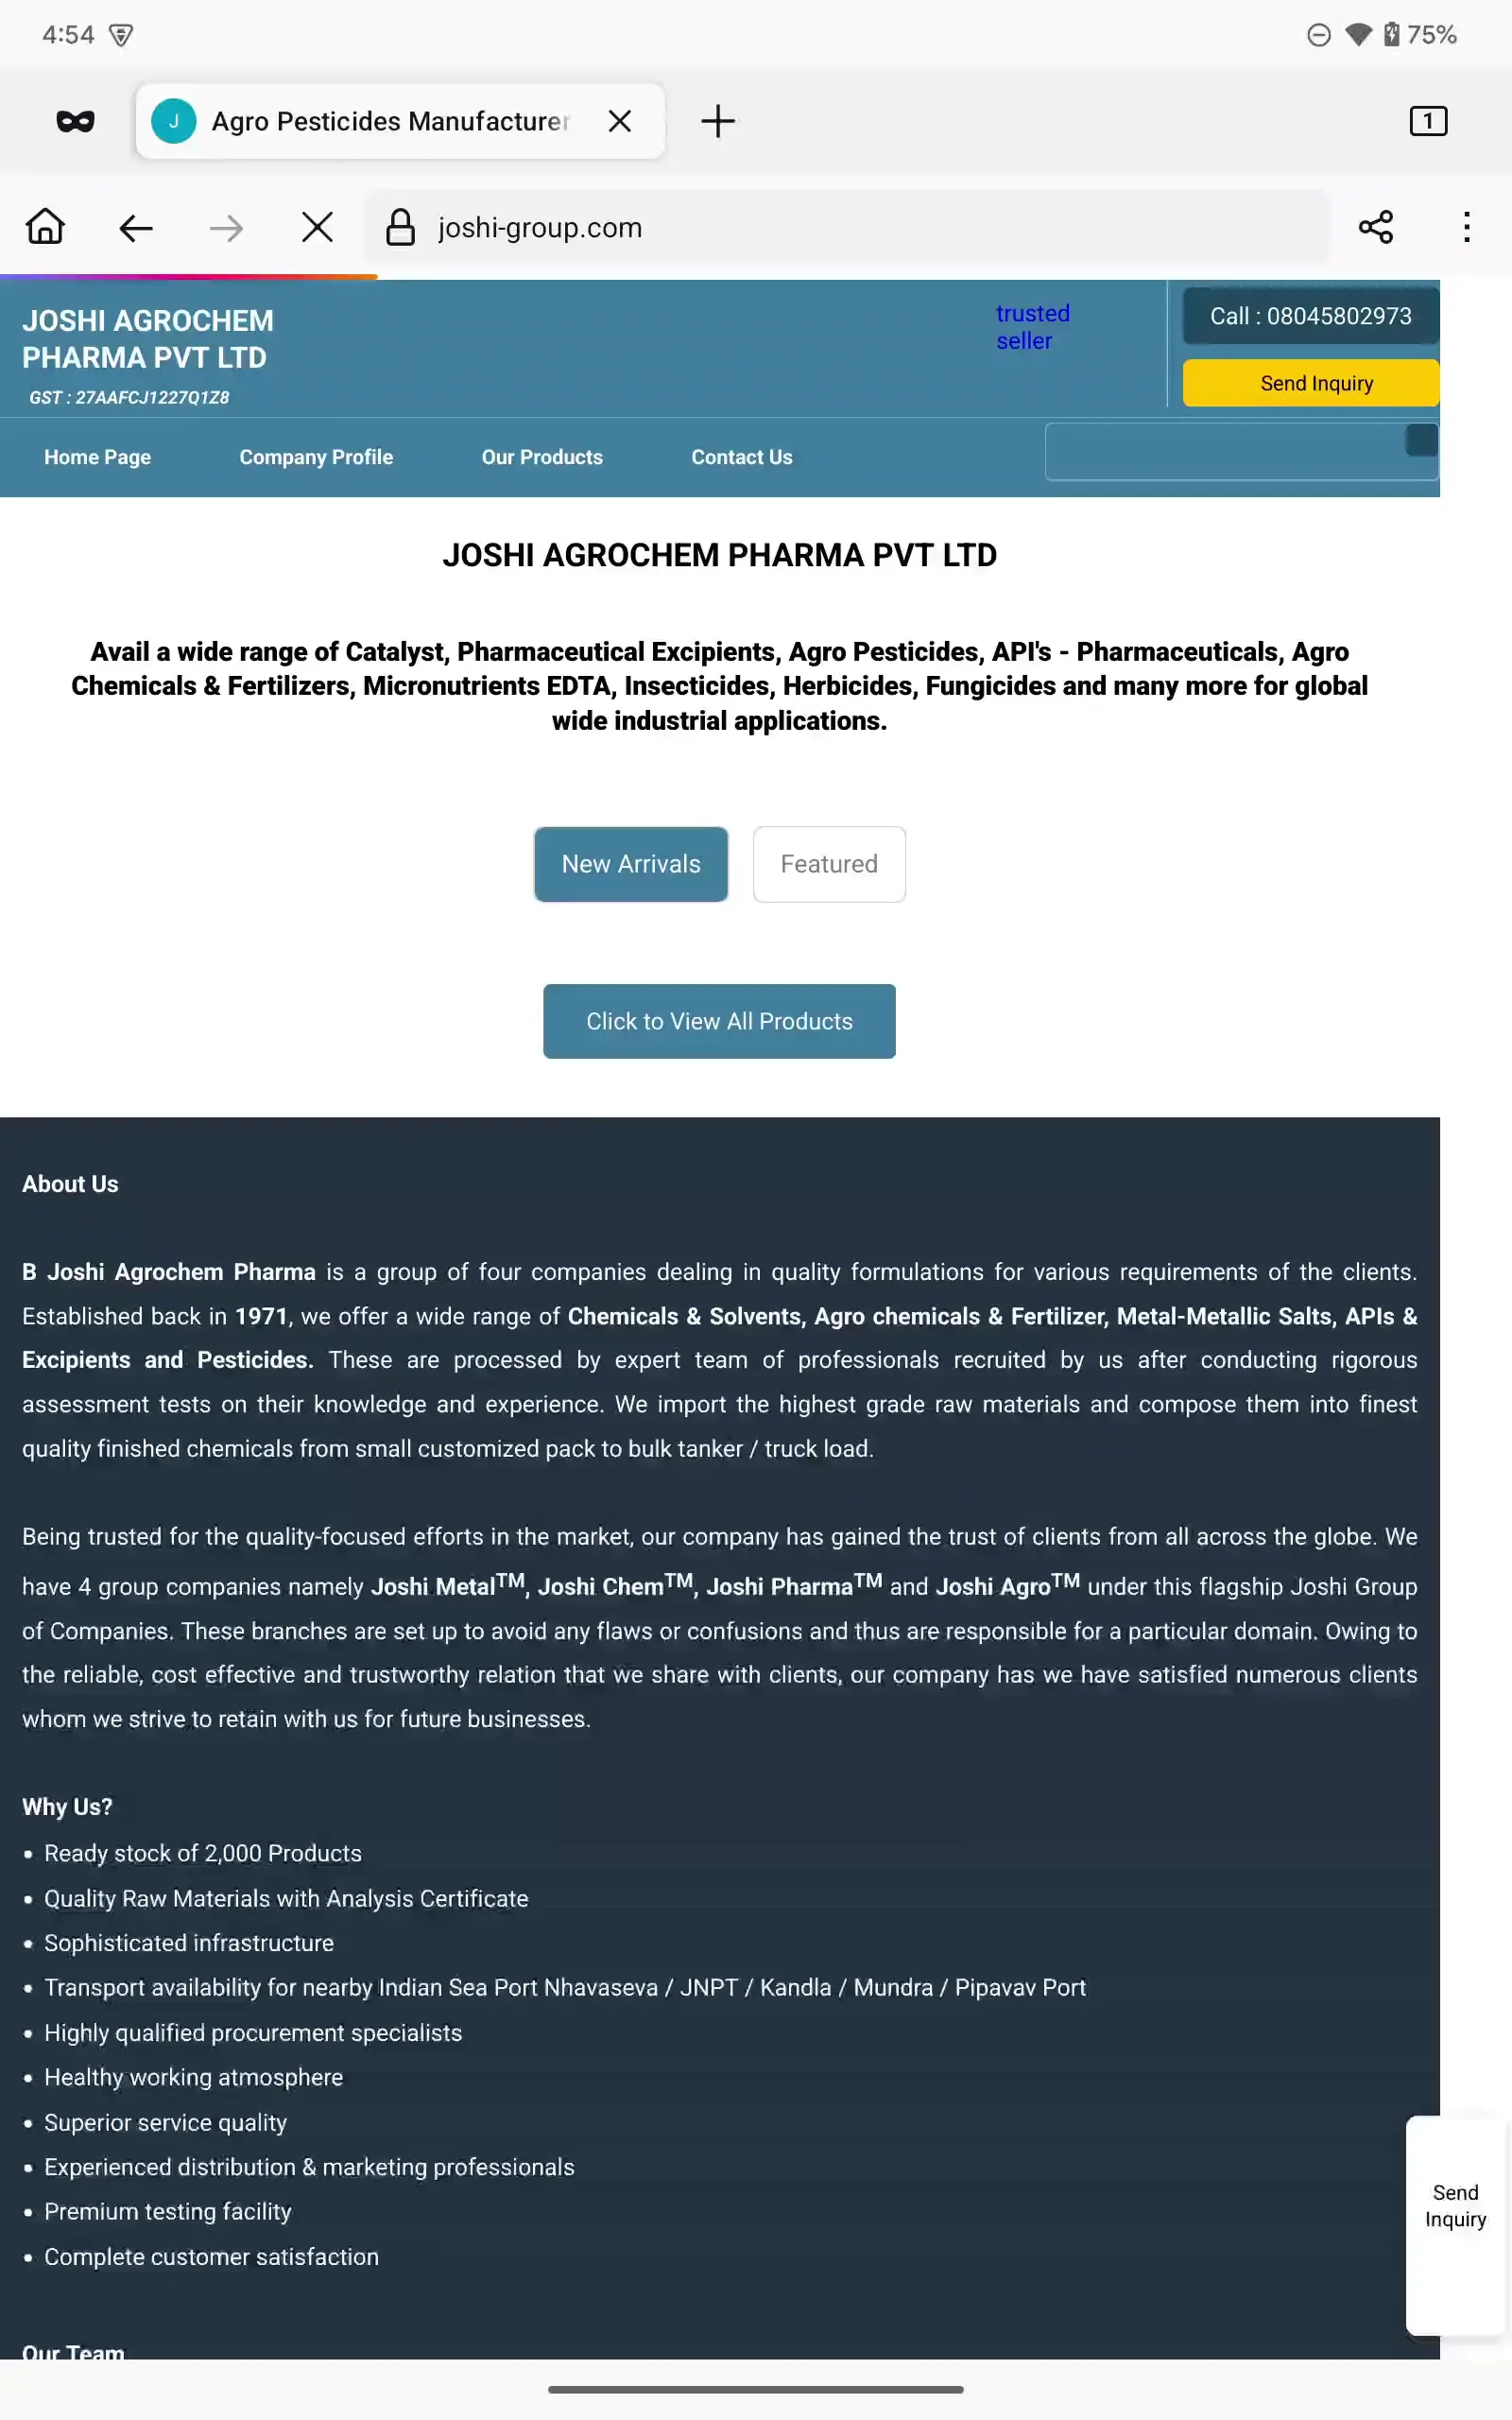 4:54
75%
J
Agro Pesticides Manufacturer
1
joshi-group.com
JOSHI AGROCHEM
PHARMA PVT LTD
GST : 27AAFCJ1227Q1Z8
trusted
seller
Call : 08045802973
Send Inquiry
Home Page
Company Profile
Our Products
Contact Us
JOSHI AGROCHEM PHARMA PVT LTD
Avail a wide range of Catalyst, Pharmaceutical Excipients, Agro Pesticides, API's - Pharmaceuticals, Agro
Chemicals & Fertilizers, Micronutrients EDTA, Insecticides, Herbicides, Fungicides and many more for global
wide industrial applications.
New Arrivals
Featured
Click to View All Products
About Us
B Joshi Agrochem Pharma is a group of four companies dealing in quality formulations for various requirements of the clients.
Established back in 1971, we offer a wide range of Chemicals & Solvents, Agro chemicals & Fertilizer, Metal-Metallic Salts, APIs &
Excipients and Pesticides. These are processed by expert team of professionals recruited by us after conducting rigorous
assessment tests on their knowledge and experience. We import the highest grade raw materials and compose them into finest
quality finished chemicals from small customized pack to bulk tanker / truck load.
Being trusted for the quality-focused efforts in the market, our company has gained the trust of clients from all across the globe. We
have 4 group companies namely Joshi Metal™, Joshi Chem™, Joshi Pharma™ and Joshi Agro™ under this flagship Joshi Group
of Companies. These branches are set up to avoid any flaws or confusions and thus are responsible for a particular domain. Owing to
the reliable, cost effective and trustworthy relation that we share with clients, our company has we have satisfied numerous clients
whom we strive to retain with us for future businesses.
Why Us?
• Ready stock of 2,000 Products
• Quality Raw Materials with Analysis Certificate
• Sophisticated infrastructure
• Transport availability for nearby Indian Sea Port Nhavaseva / JNPT / Kandla / Mundra / Pipavav Port
• Highly qualified procurement specialists
• Healthy working atmosphere
• Superior service quality
• Experienced distribution & marketing professionals
• Premium testing facility
• Complete customer satisfaction
Send
Inquiry
Our Team